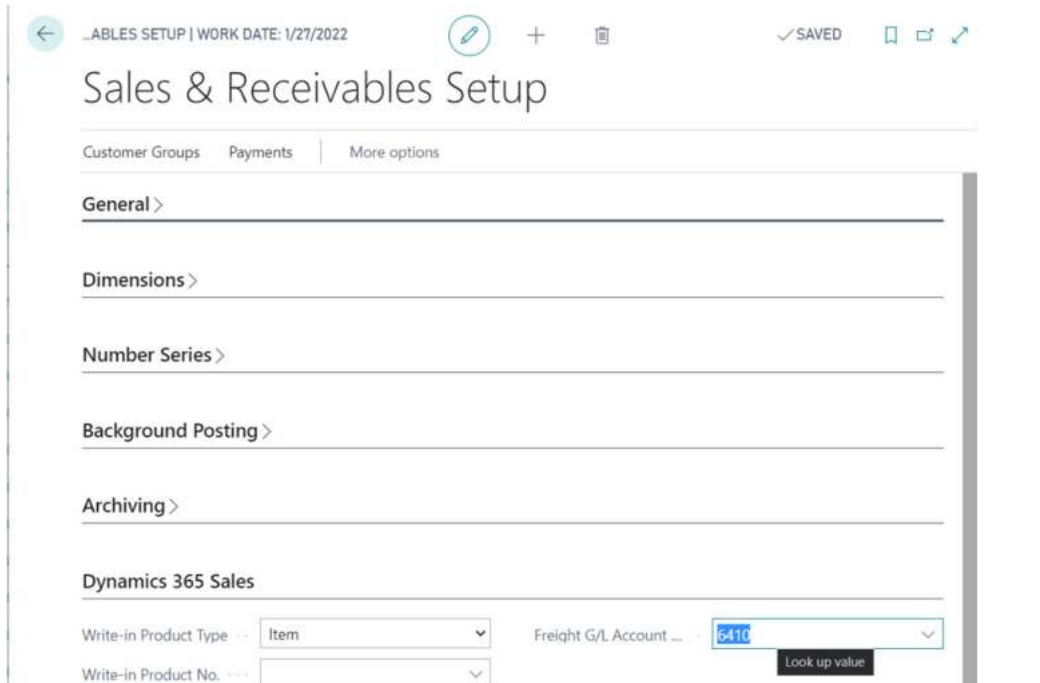 _ABLES SETUP | WORK DATE: 1/27/2022
SAVED
Sales & Receivables Setup
Customer Groups Payments More options
General
Dimensions
Number Series
Background Posting
Archiving
Dynamics 365 Sales
Write-in Product Type Item Freight G/L Account ... 6410
Look up value
Write-in Product No.